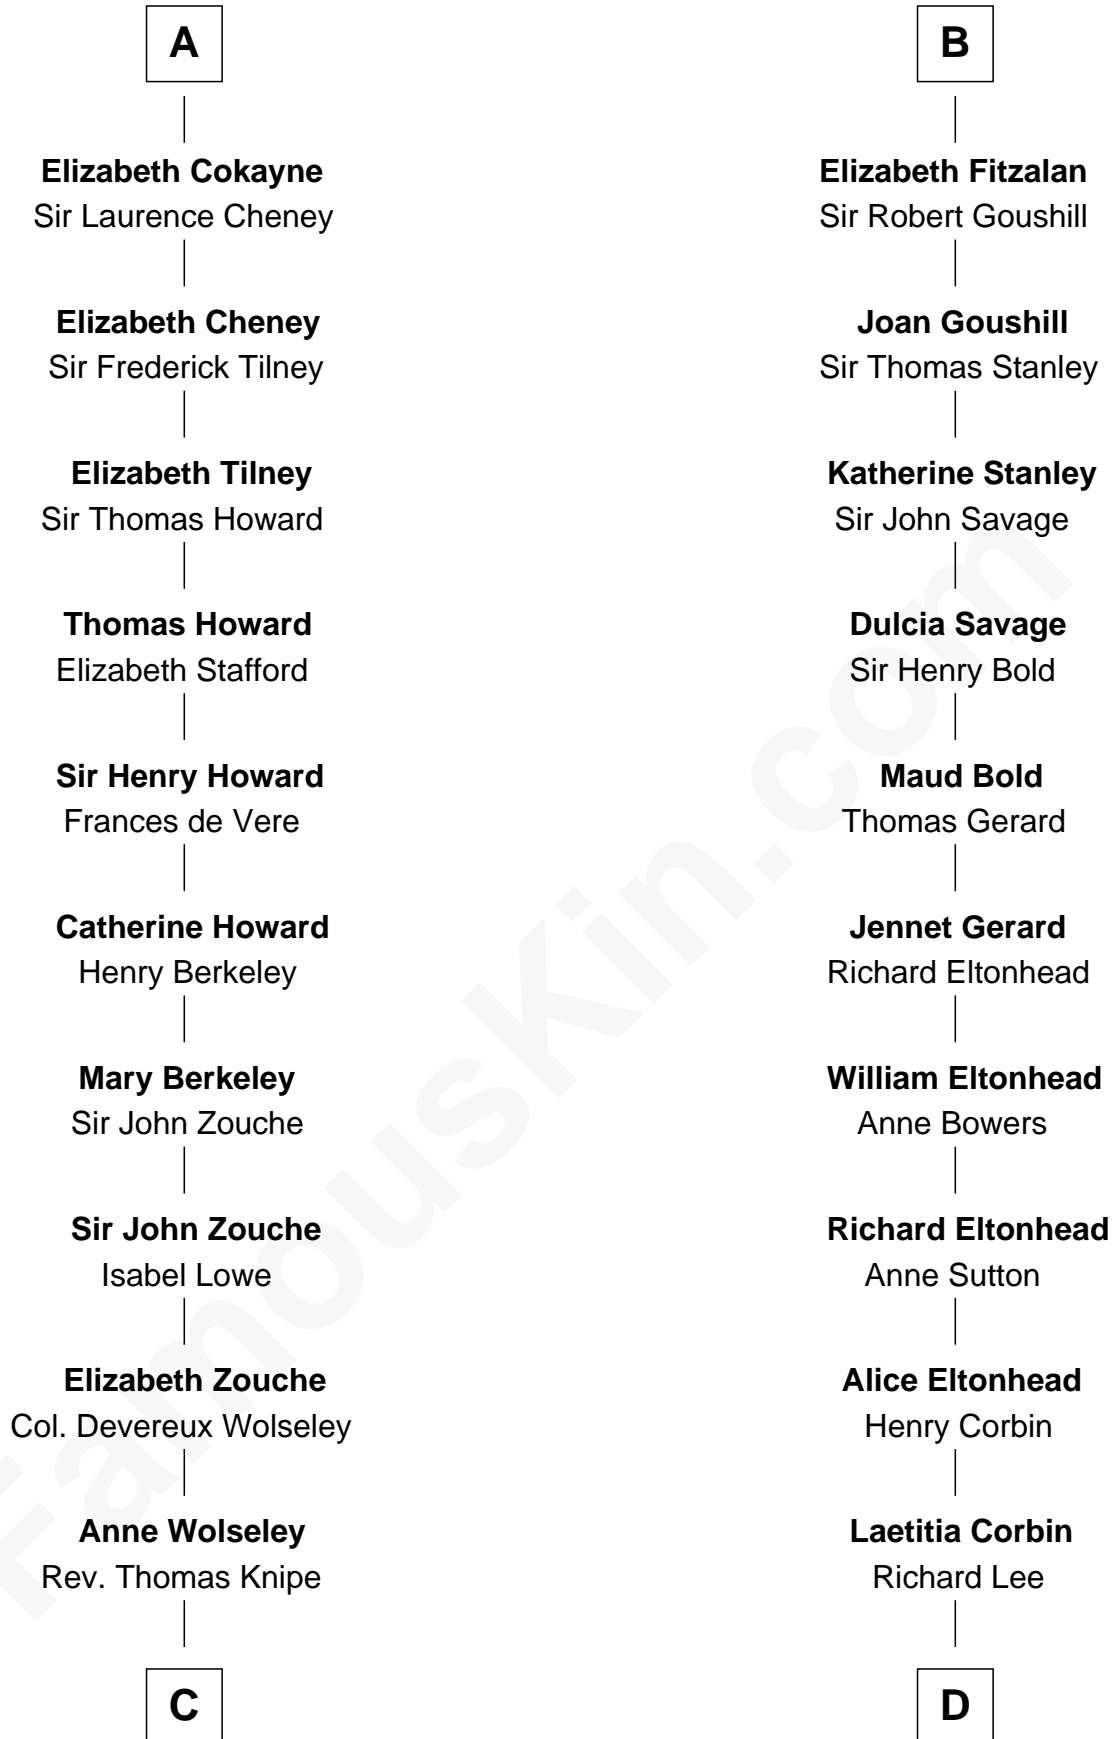 A
Elizabeth Cokayne
Sir Laurence Cheney
Elizabeth Cheney
Sir Frederick Tilney
Elizabeth Tilney
Sir Thomas Howard
Thomas Howard
Elizabeth Stafford
Sir Henry Howard
Frances de Vere
Catherine Howard
Henry Berkeley
Mary Berkeley
Sir John Zouche
Sir John Zouche
Isabel Lowe
Elizabeth Zouche
Col. Devereux Wolseley
Anne Wolseley
Rev. Thomas Knipe
C
B
Elizabeth Fitzalan
Sir Robert Goushill
Joan Goushill
Sir Thomas Stanley
Katherine Stanley
Sir John Savage
Dulcia Savage
Sir Henry Bold
Maud Bold
Thomas Gerard
Jennet Gerard
Richard Eltonhead
William Eltonhead
Anne Bowers
Richard Eltonhead
Anne Sutton
Alice Eltonhead
Henry Corbin
Laetitia Corbin
Richard Lee
D
FamousKin.com